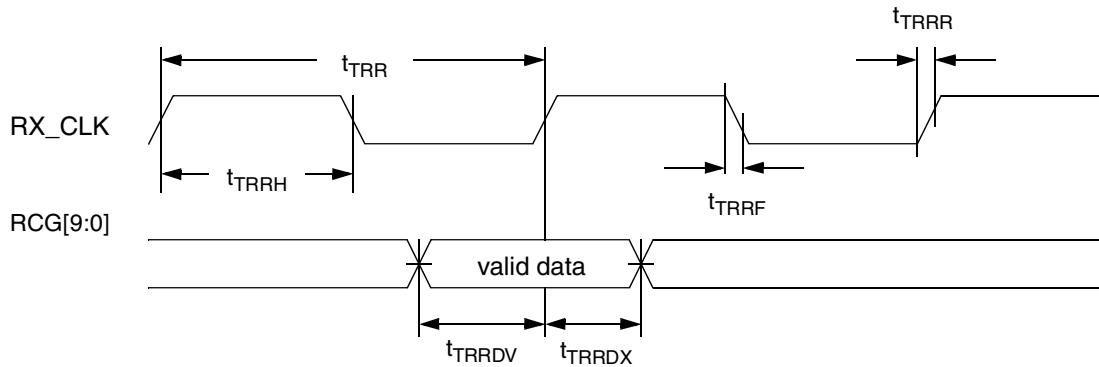 tTRRR
tTRR
RX_CLK
tTRRH
tTRRF
RCG[9:0]
valid data
tTRRDV
tTRRDX